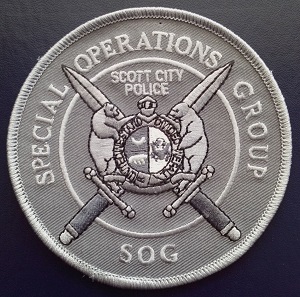 SPECIAL OPERATIONS GROUP
SCOTT CITY
POLICE
SOG